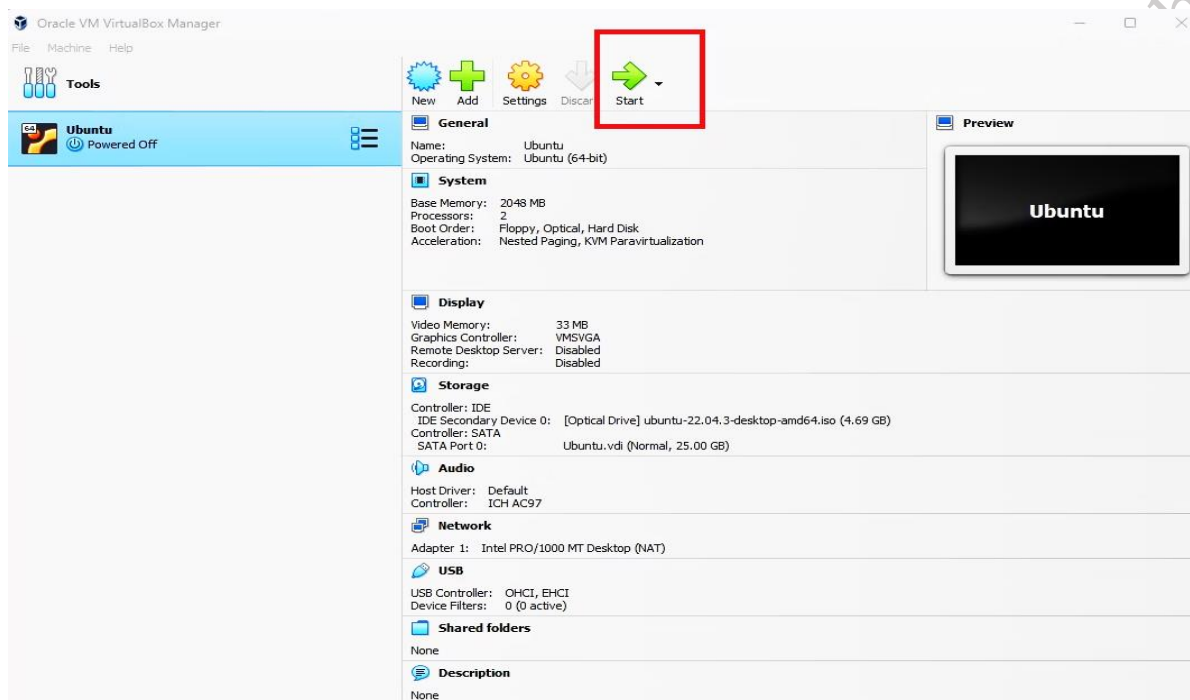 Oracle VM VirtualBox Manager
File Machine Help
Tools
New Add Settings Start
64 Ubuntu
Powered Off
General
Name: Ubuntu
Operating System: Ubuntu (64-bit)
Preview
Ubuntu
System
Base Memory: 2048 MB
Processors: 2
Boot Order: Floppy, Optical, Hard Disk
Acceleration: Nested Paging, KVM Paravirtualization
Display
Video Memory: 33 MB
Graphics Controller: VMSVGA
Remote Desktop Server: Disabled
Recording: Disabled
Storage
Controller: IDE
IDE Secondary Device 0: [Optical Drive] ubuntu-22.04.3-desktop-amd64.iso (4.69 GB)
Controller: SATA
SATA Port 0: Ubuntu.vdi (Normal, 25.00 GB)
Audio
Host Driver: Default
Controller: ICH AC97
Network
Adapter 1: Intel PRO/1000 MT Desktop (NAT)
USB
USB Controller: OHCI, EHCI
Device Filters: 0 (0 active)
Shared folders
None
Description
None